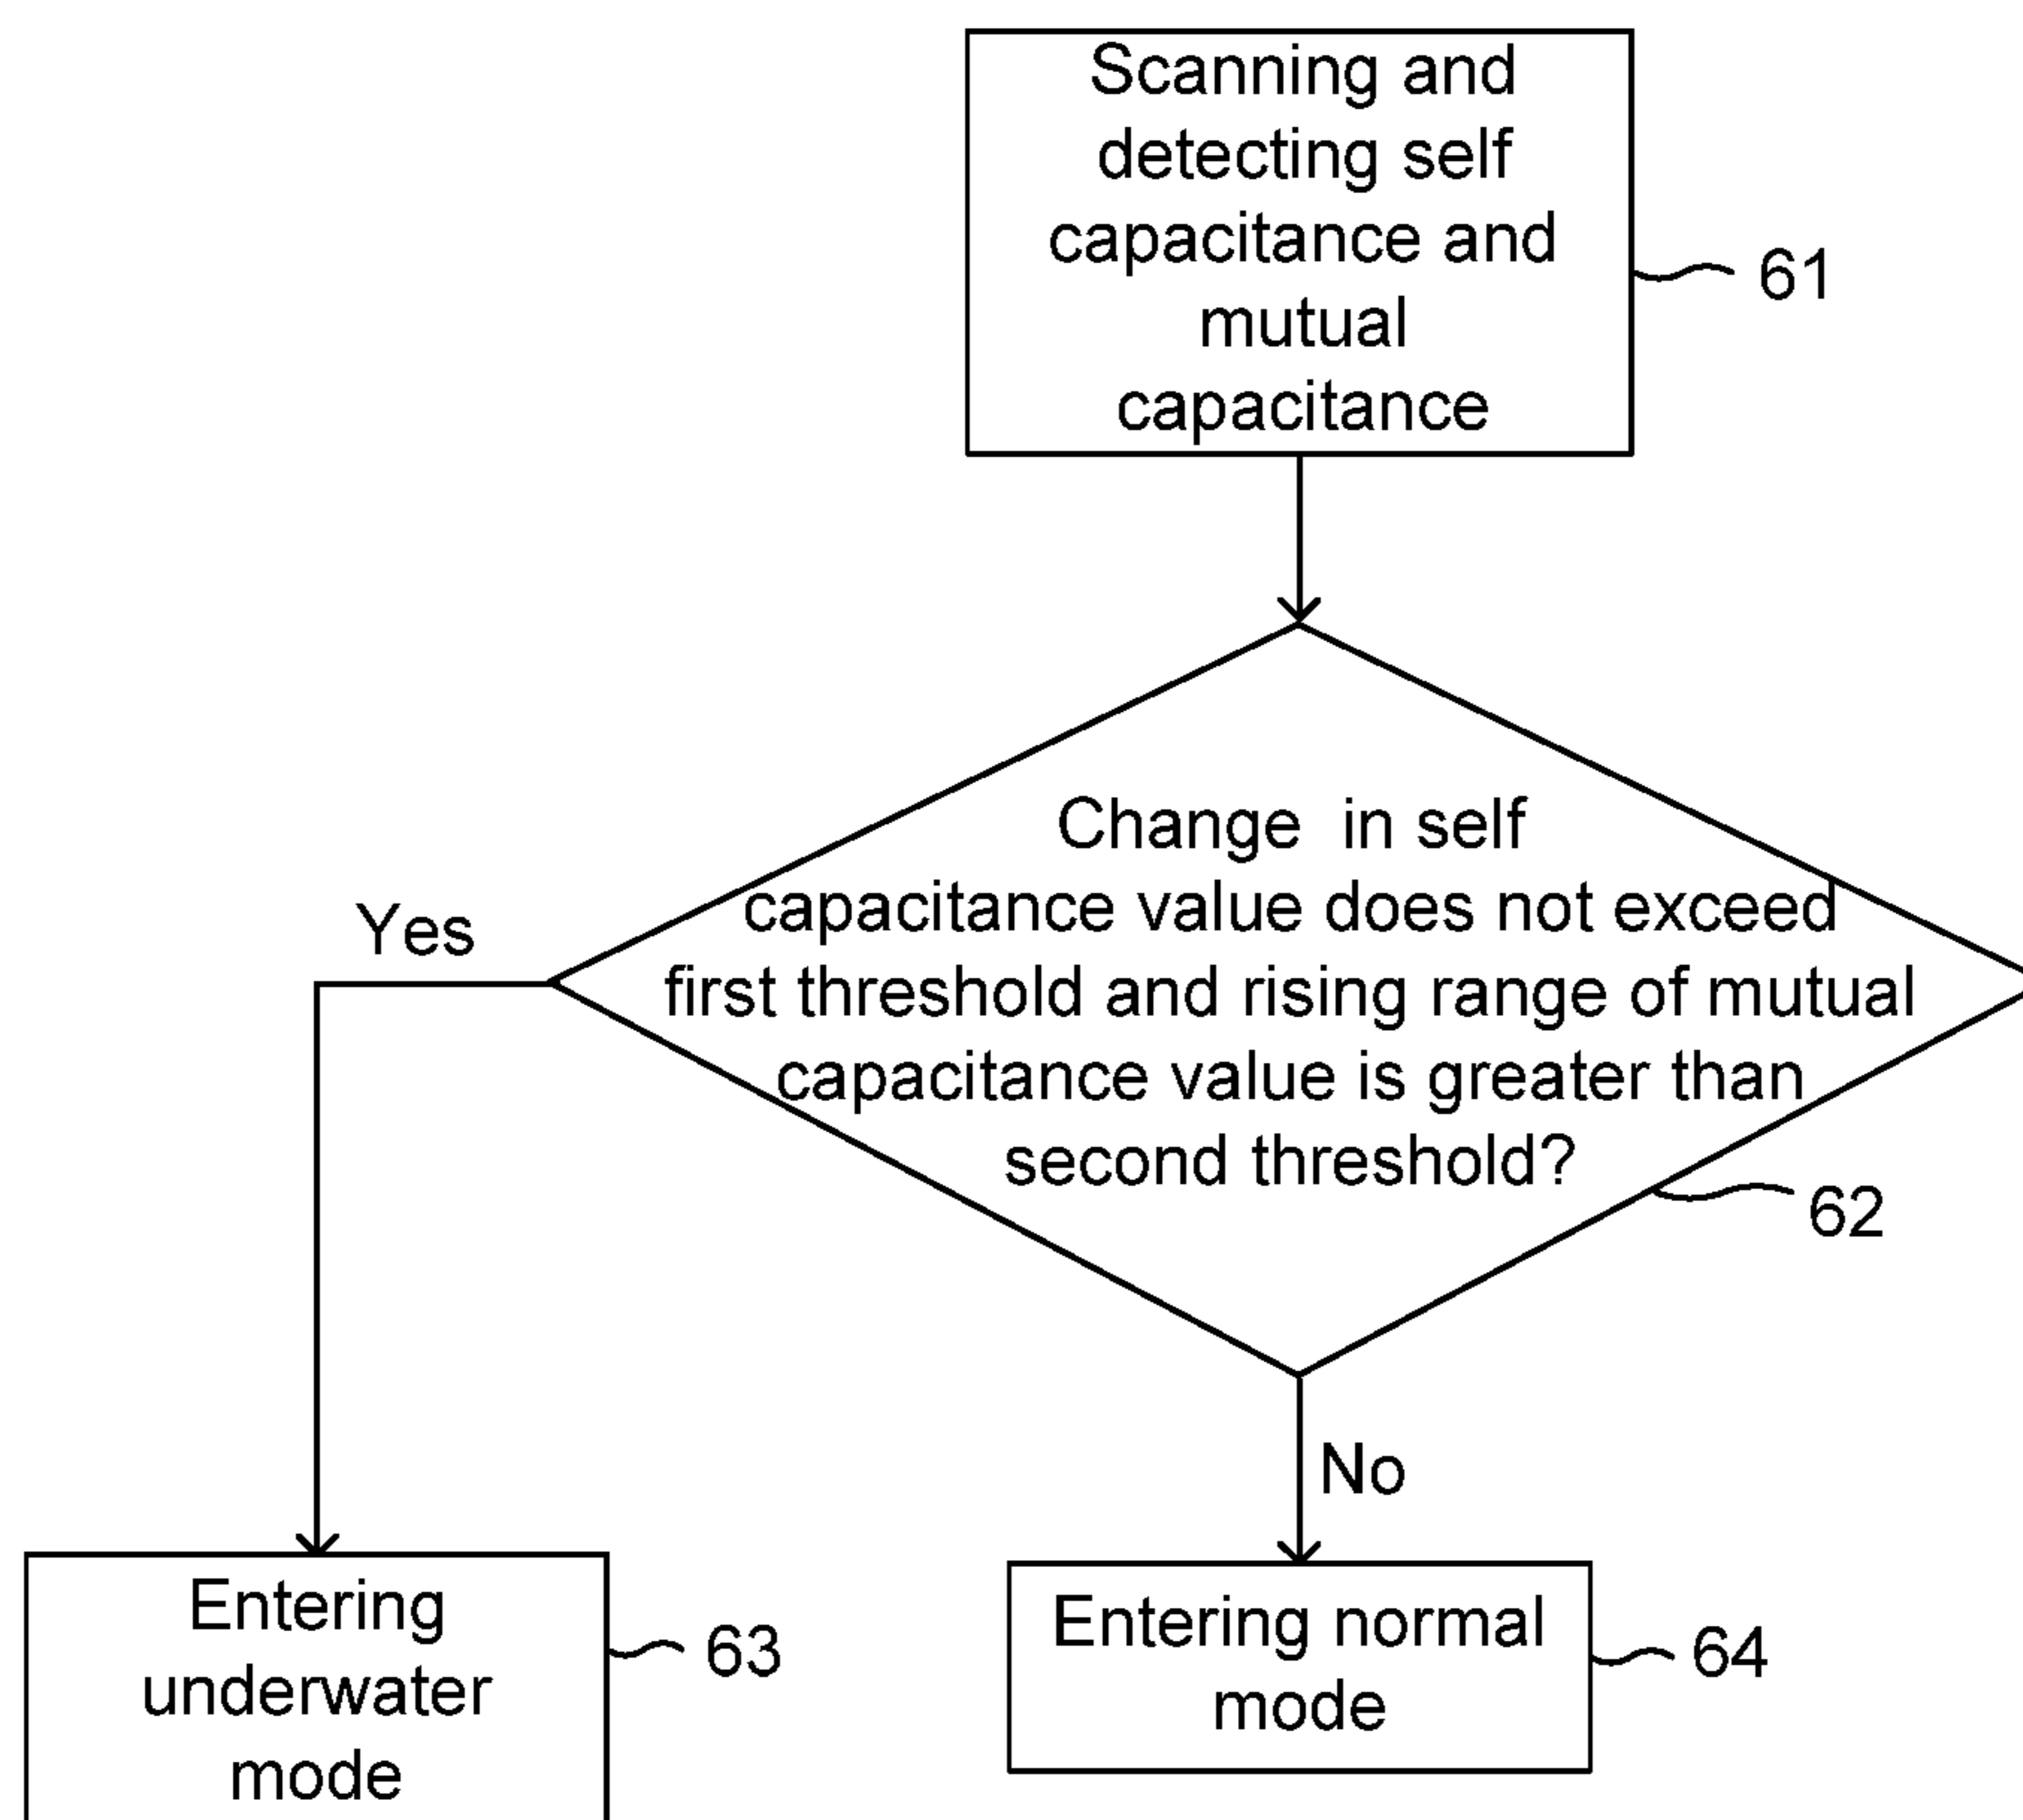 Scanning and
detecting self
capacitance and
mutual
capacitance
61
Change in self
capacitance value does not exceed
first threshold and rising range of mutual
capacitance value is greater than
second threshold?
62
Yes
No
Entering
underwater
mode
63
Entering normal
mode
64